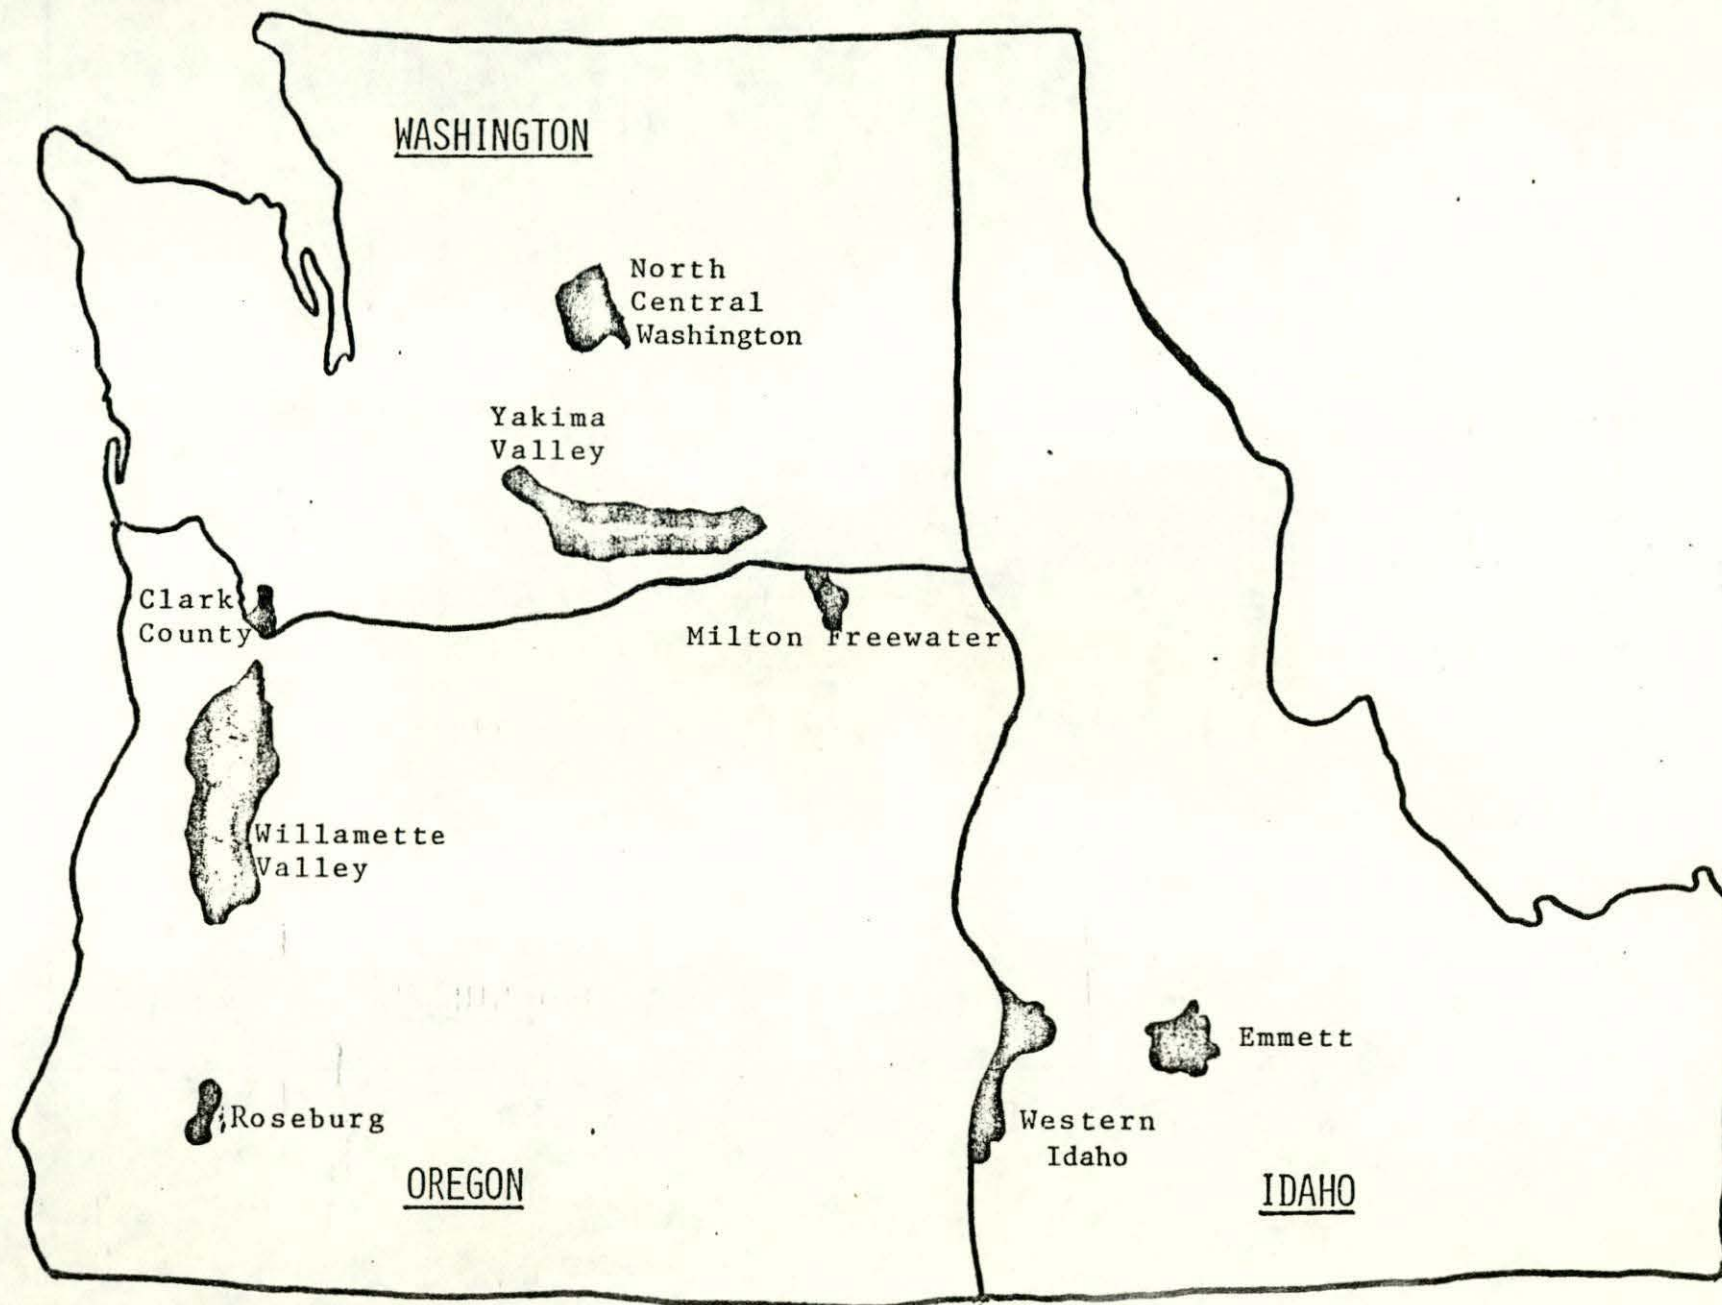 WASHINGTON
North
Central
Washington
Yakima
Valley
Clark
County
Milton Freewater
Willamette
Valley
Emmett
Roseburg
Western
Idaho
OREGON
IDAHO